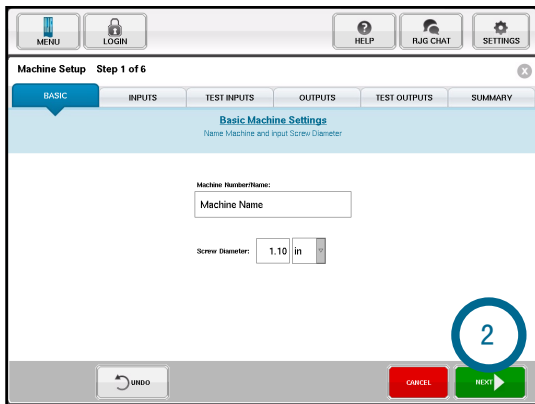 MENU
LOGIN
HELP
RJG CHAT
SETTINGS
Machine Setup Step 1 of 6
BASIC
INPUTS
TEST INPUTS
OUTPUTS
TEST OUTPUTS
SUMMARY
Basic Machine Settings
Name Machine and input Screw Diameter
Machine Number/Name:
Machine Name
Screw Diameter: 1.10 in
2
UNDO
CANCEL
NEXT